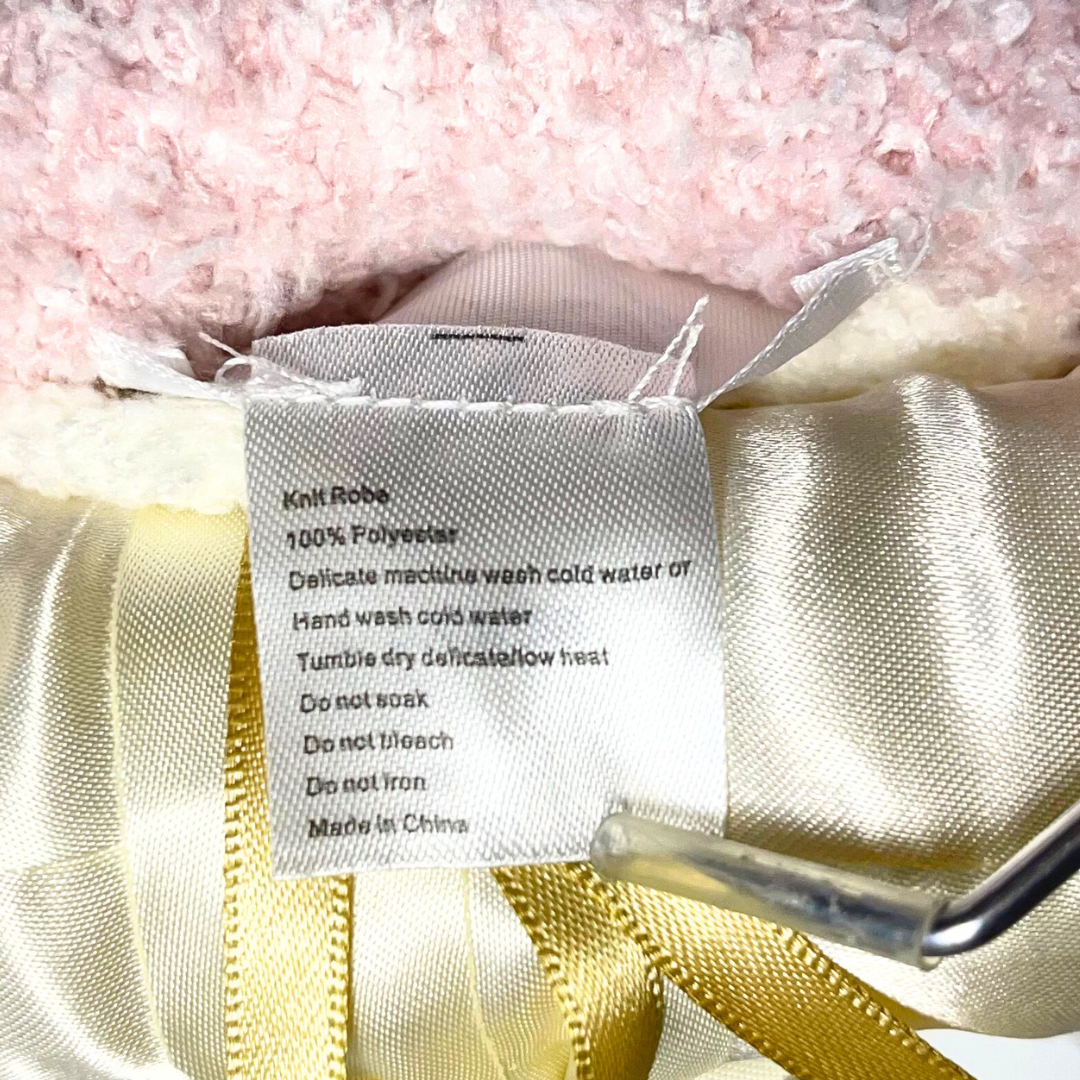 Knit Robe
100% Polyester
Delicate machine wash cold water or
Hand wash cold water
Tumble dry delicate/low heat
Do not soak
Do not bleach
Do not iron
Made in China